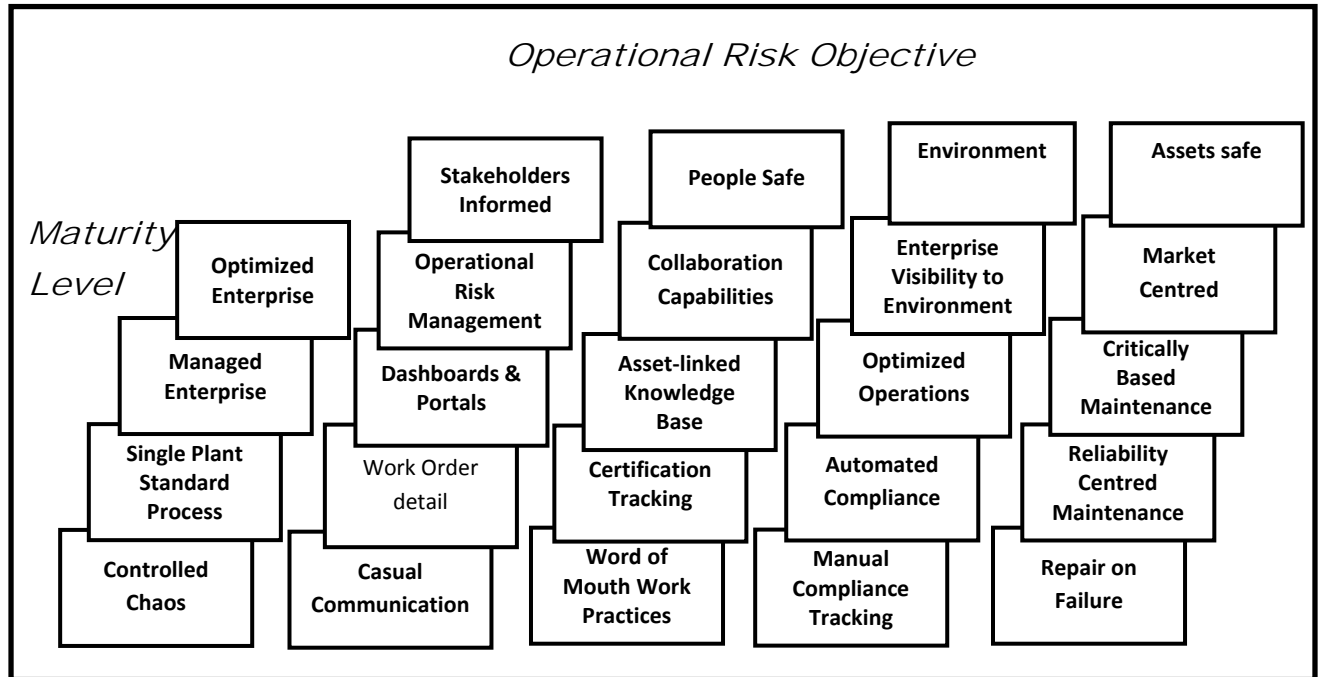 Operational Risk Objective
Maturity
Level
Optimized
Enterprise
Managed
Enterprise
Single Plant
Standard
Process
Controlled
Chaos
Stakeholders
Informed
Operational
Risk
Management
Dashboards &
Portals
Work Order
detail
Casual
Communication
People Safe
Collaboration
Capabilities
Asset-linked
Knowledge
Base
Certification
Tracking
Word of
Mouth Work
Practices
Environment
Enterprise
Visibility to
Environment
Optimized
Operations
Automated
Compliance
Manual
Compliance
Tracking
Assets safe
Market
Centred
Critically
Based
Maintenance
Reliability
Centred
Maintenance
Repair on
Failure